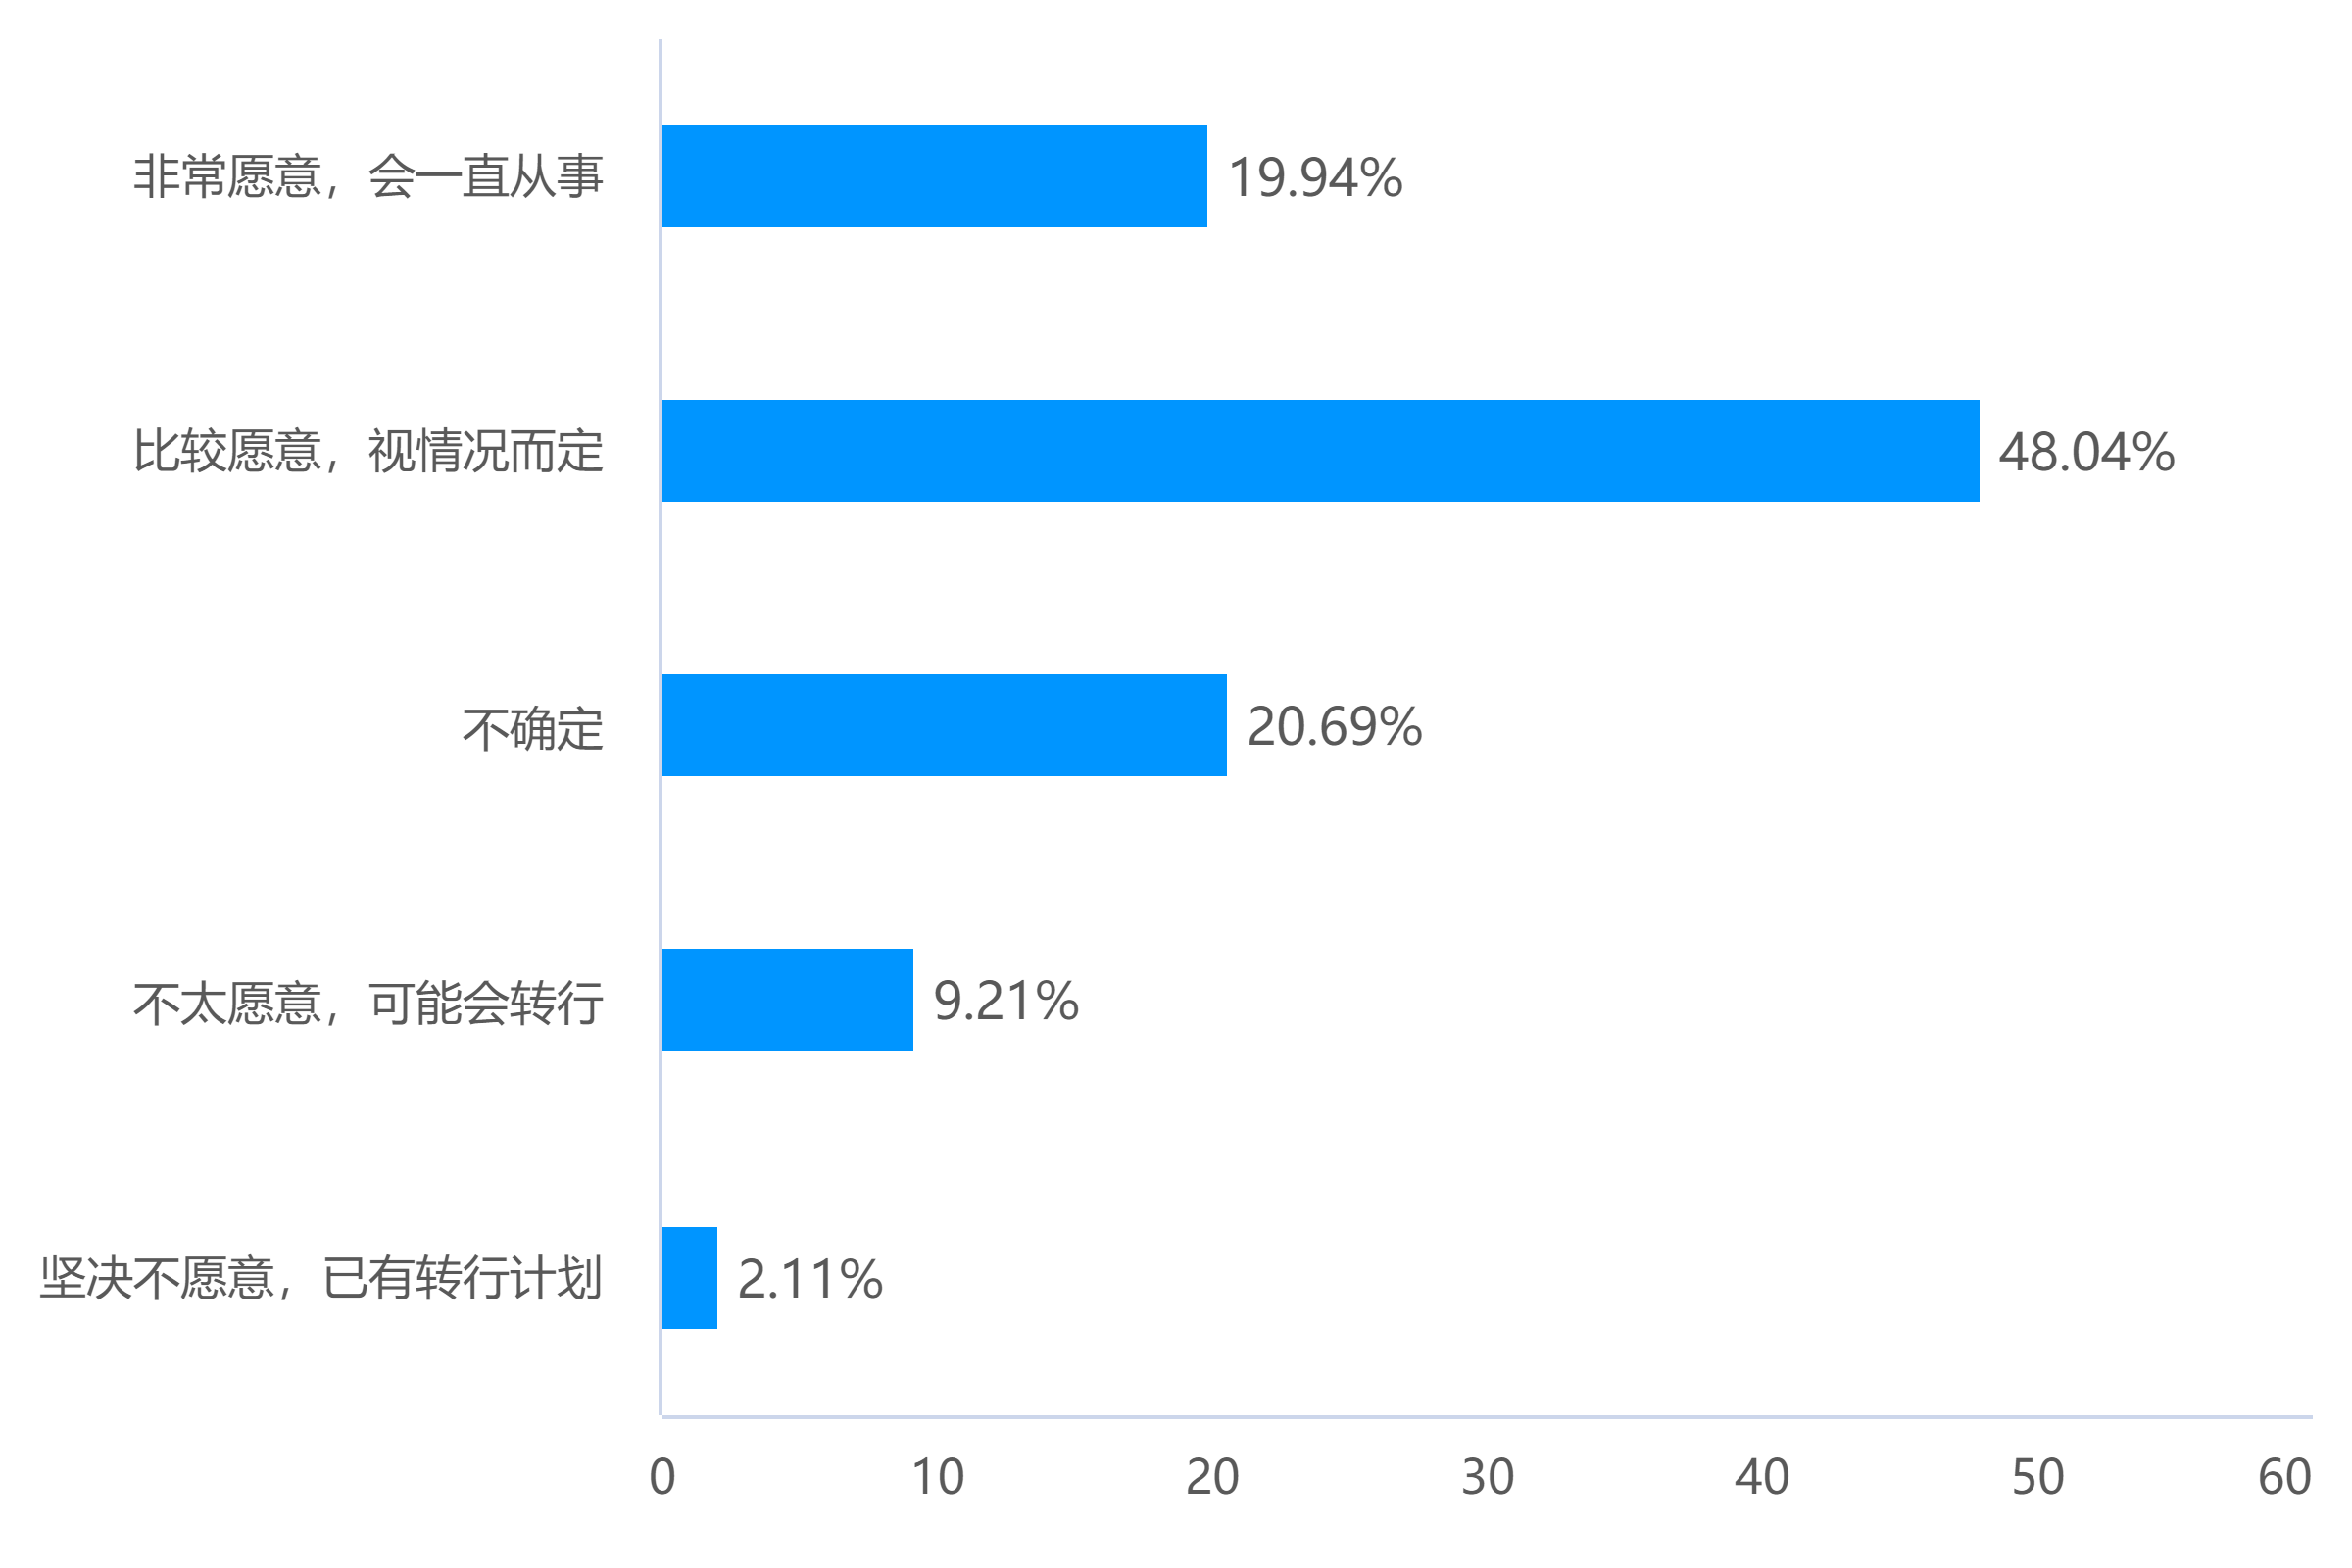 非常愿意，会一直从事
19.94%
比较愿意，视情况而定
48.04%
不确定
20.69%
不太愿意，可能会转行
9.21%
坚决不愿意，已有转行计划
2.11%
0 10 20 30 40 50 60